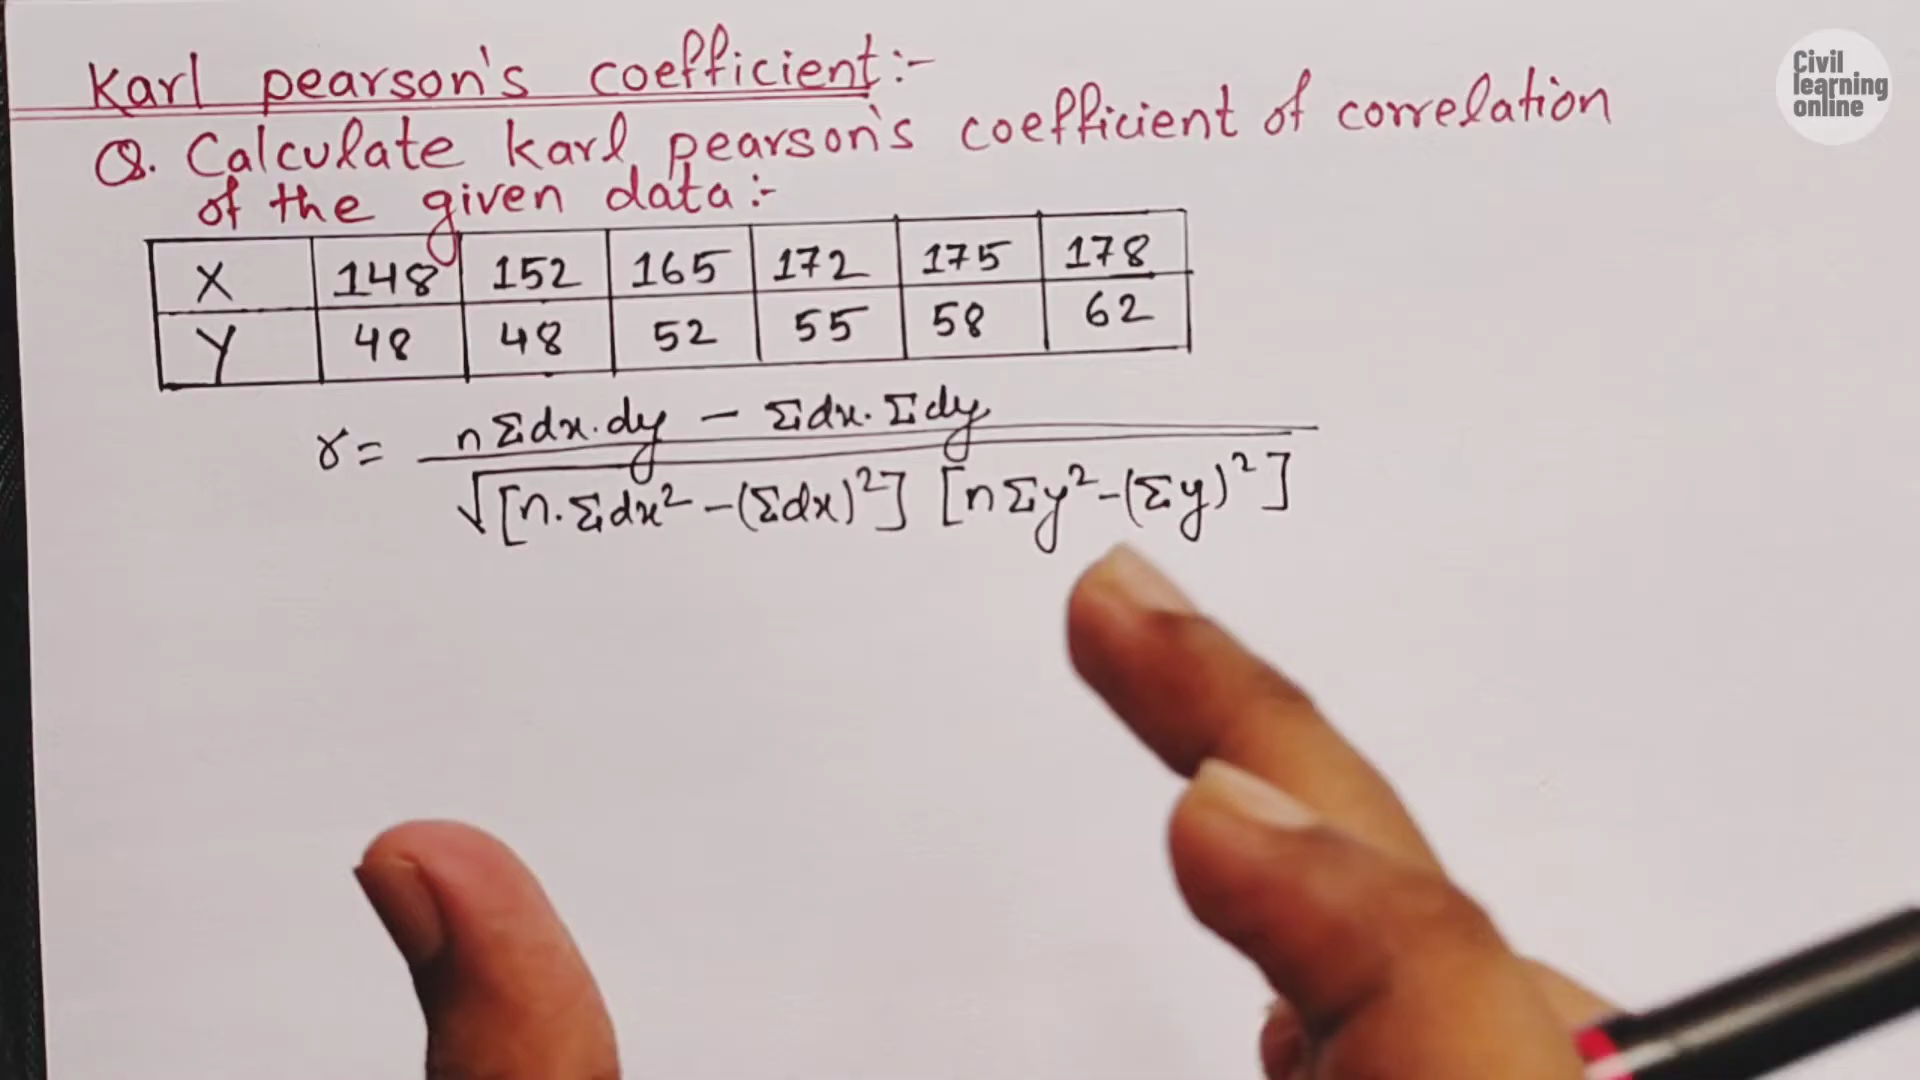 Karl pearson's coefficient:-
Q. Calculate karl pearson's coefficient of correlation
of the given data:-
X 148 152 165 172 175 178
Y 48 48 52 55 58 62
r = n Σdx.dy - Σdx.Σdy
√[n.Σdx²-(Σdx)²] [nΣy²-(Σy)²]
Civil
learning
online